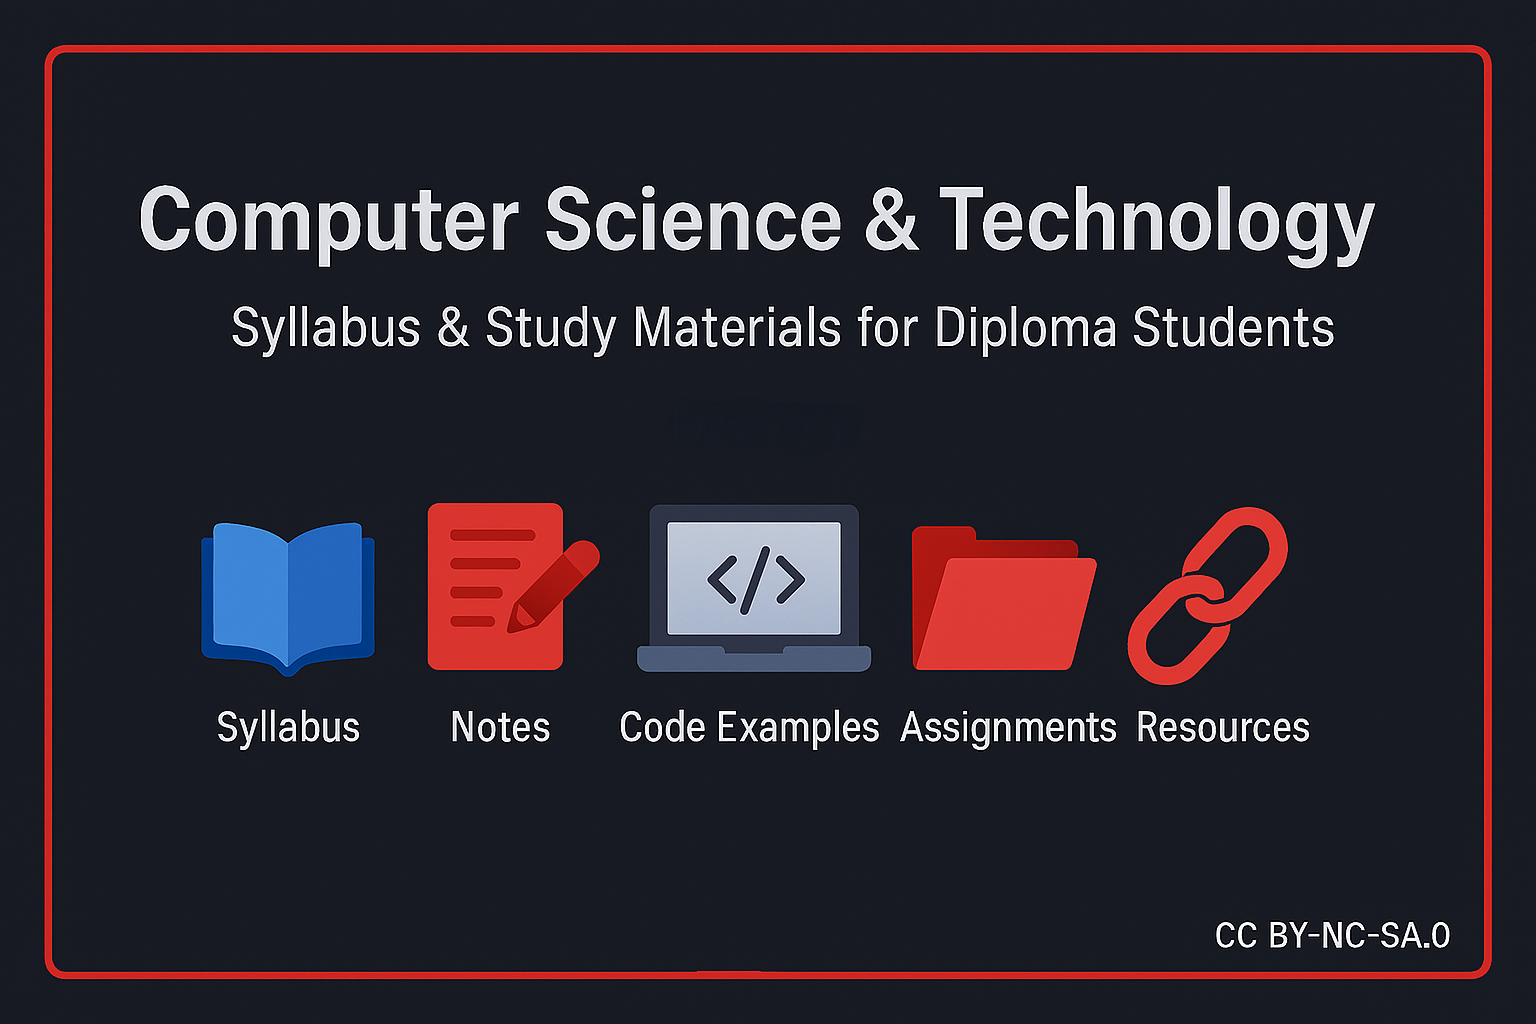 Computer Science & Technology
Syllabus & Study Materials for Diploma Students
</>
Syllabus Notes Code Examples Assignments Resources
CC BY-NC-SA.0